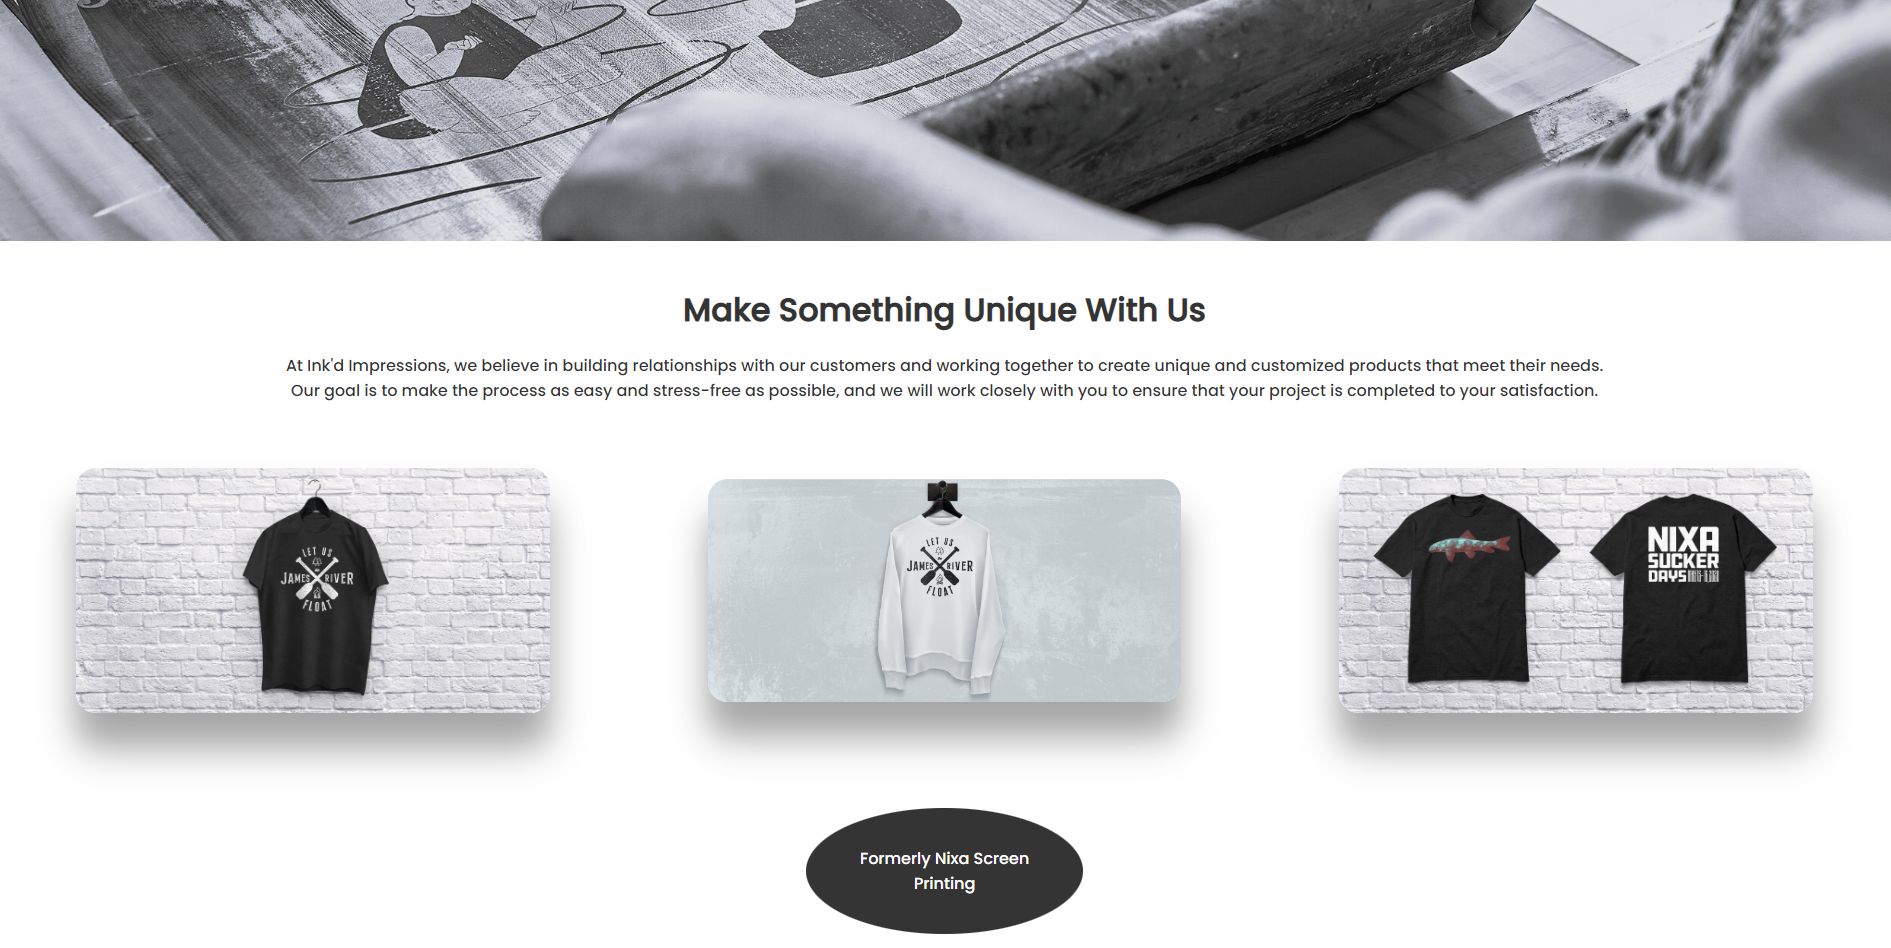 Make Something Unique With Us
At Ink'd Impressions, we believe in building relationships with our customers and working together to create unique and customized products that meet their needs.
Our goal is to make the process as easy and stress-free as possible, and we will work closely with you to ensure that your project is completed to your satisfaction.
LET US
JAMES RIVER
FLOAT
LET US
JAMES RIVER
FLOAT
NIXA
SUCKER
DAYS
Formerly Nixa Screen
Printing